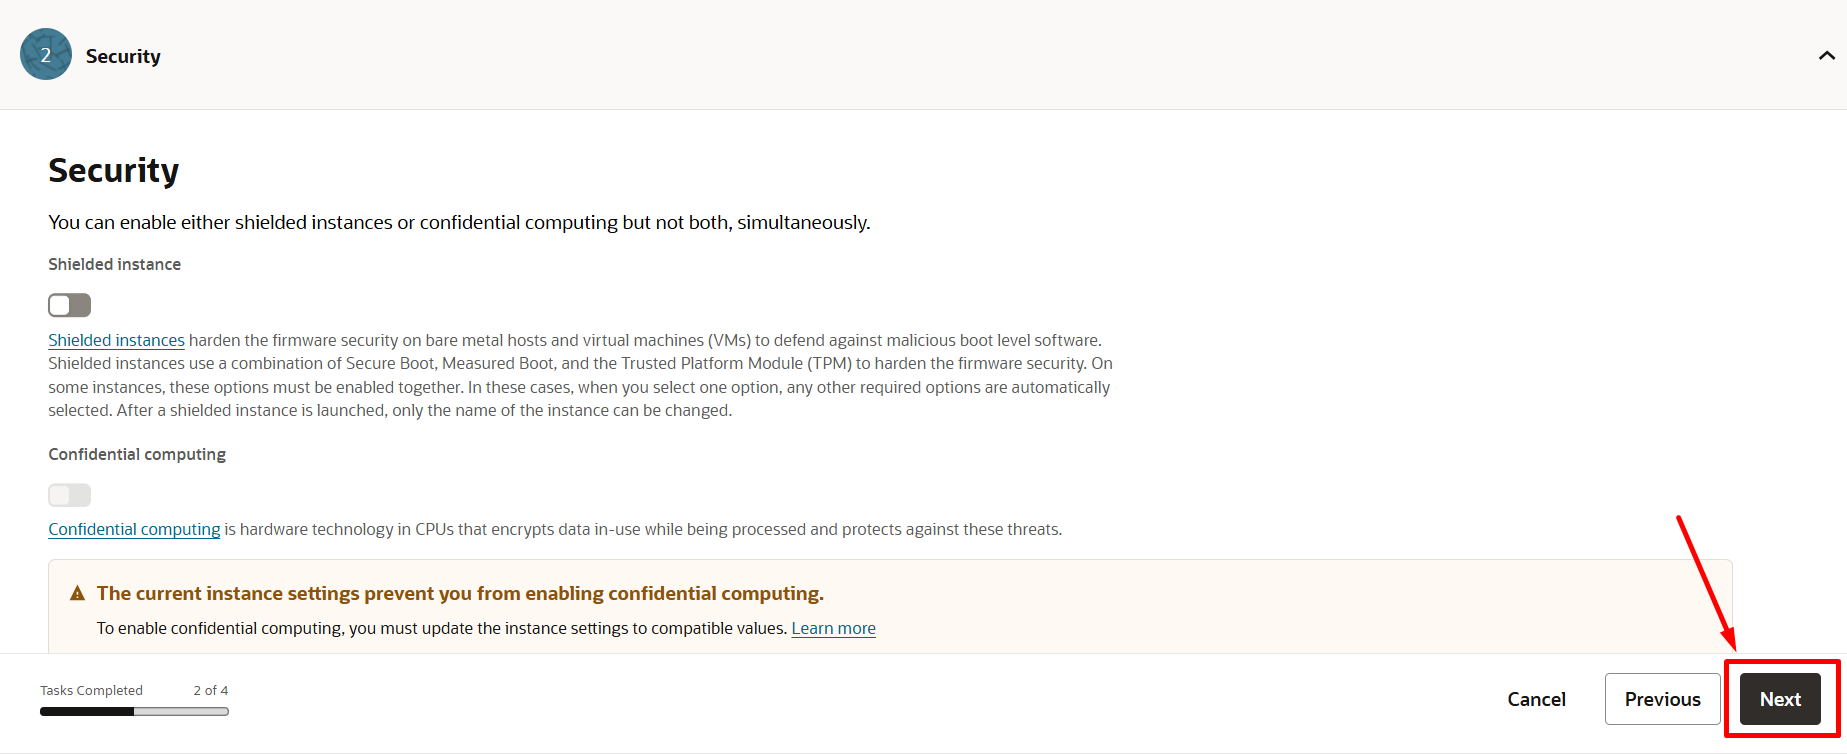 2 Security
Security
You can enable either shielded instances or confidential computing but not both, simultaneously.
Shielded instance
Shielded instances harden the firmware security on bare metal hosts and virtual machines (VMs) to defend against malicious boot level software.
Shielded instances use a combination of Secure Boot, Measured Boot, and the Trusted Platform Module (TPM) to harden the firmware security. On
some instances, these options must be enabled together. In these cases, when you select one option, any other required options are automatically
selected. After a shielded instance is launched, only the name of the instance can be changed.
Confidential computing
Confidential computing is hardware technology in CPUs that encrypts data in-use while being processed and protects against these threats.
The current instance settings prevent you from enabling confidential computing.
To enable confidential computing, you must update the instance settings to compatible values. Learn more
Tasks Completed 2 of 4
Cancel Previous Next